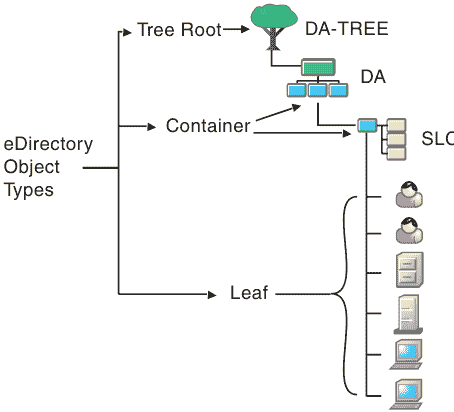 Tree Root
DA-TREE
DA
Container
SLC
eDirectory
Object
Types
Leaf